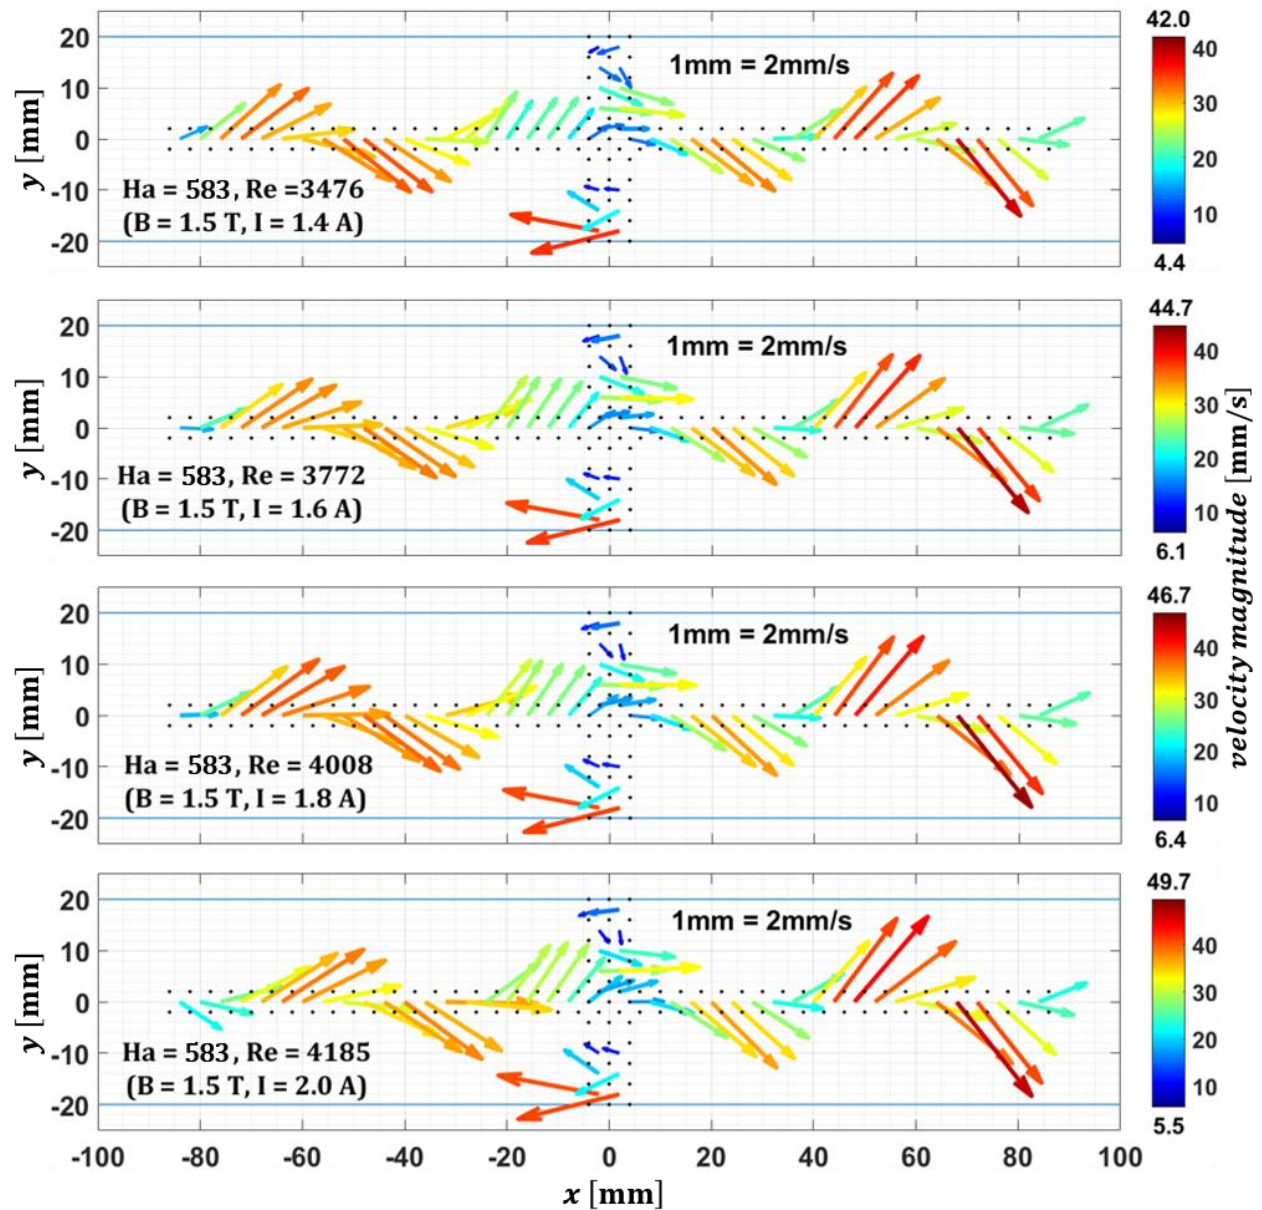 42.0
20
10
0
-10
-20
y [mm]
1mm = 2mm/s
Ha = 583, Re =3476
(B = 1.5 T, I = 1.4 A)
40
30
20
10
4.4
44.7
20
10
0
-10
-20
y [mm]
1mm = 2mm/s
Ha = 583, Re = 3772
(B = 1.5 T, I = 1.6 A)
40
30
20
10
6.1
velocity magnitude [mm/s]
46.7
20
10
0
-10
-20
y [mm]
1mm = 2mm/s
Ha = 583, Re = 4008
(B = 1.5 T, I = 1.8 A)
40
30
20
10
6.4
49.7
20
10
0
-10
-20
y [mm]
1mm = 2mm/s
Ha = 583, Re = 4185
(B = 1.5 T, I = 2.0 A)
40
30
20
10
5.5
-100 -80 -60 -40 -20 0 20 40 60 80 100
x [mm]